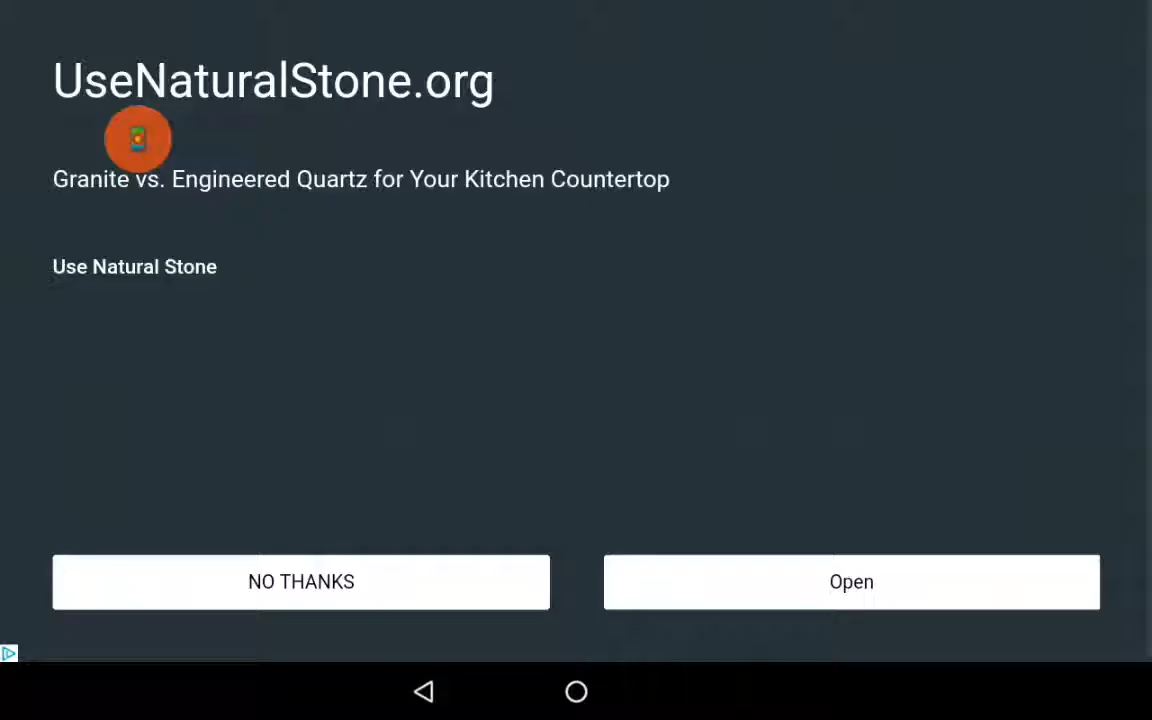 UseNaturalStone.org
Granite vs. Engineered Quartz for Your Kitchen Countertop
Use Natural Stone
NO THANKS
Open